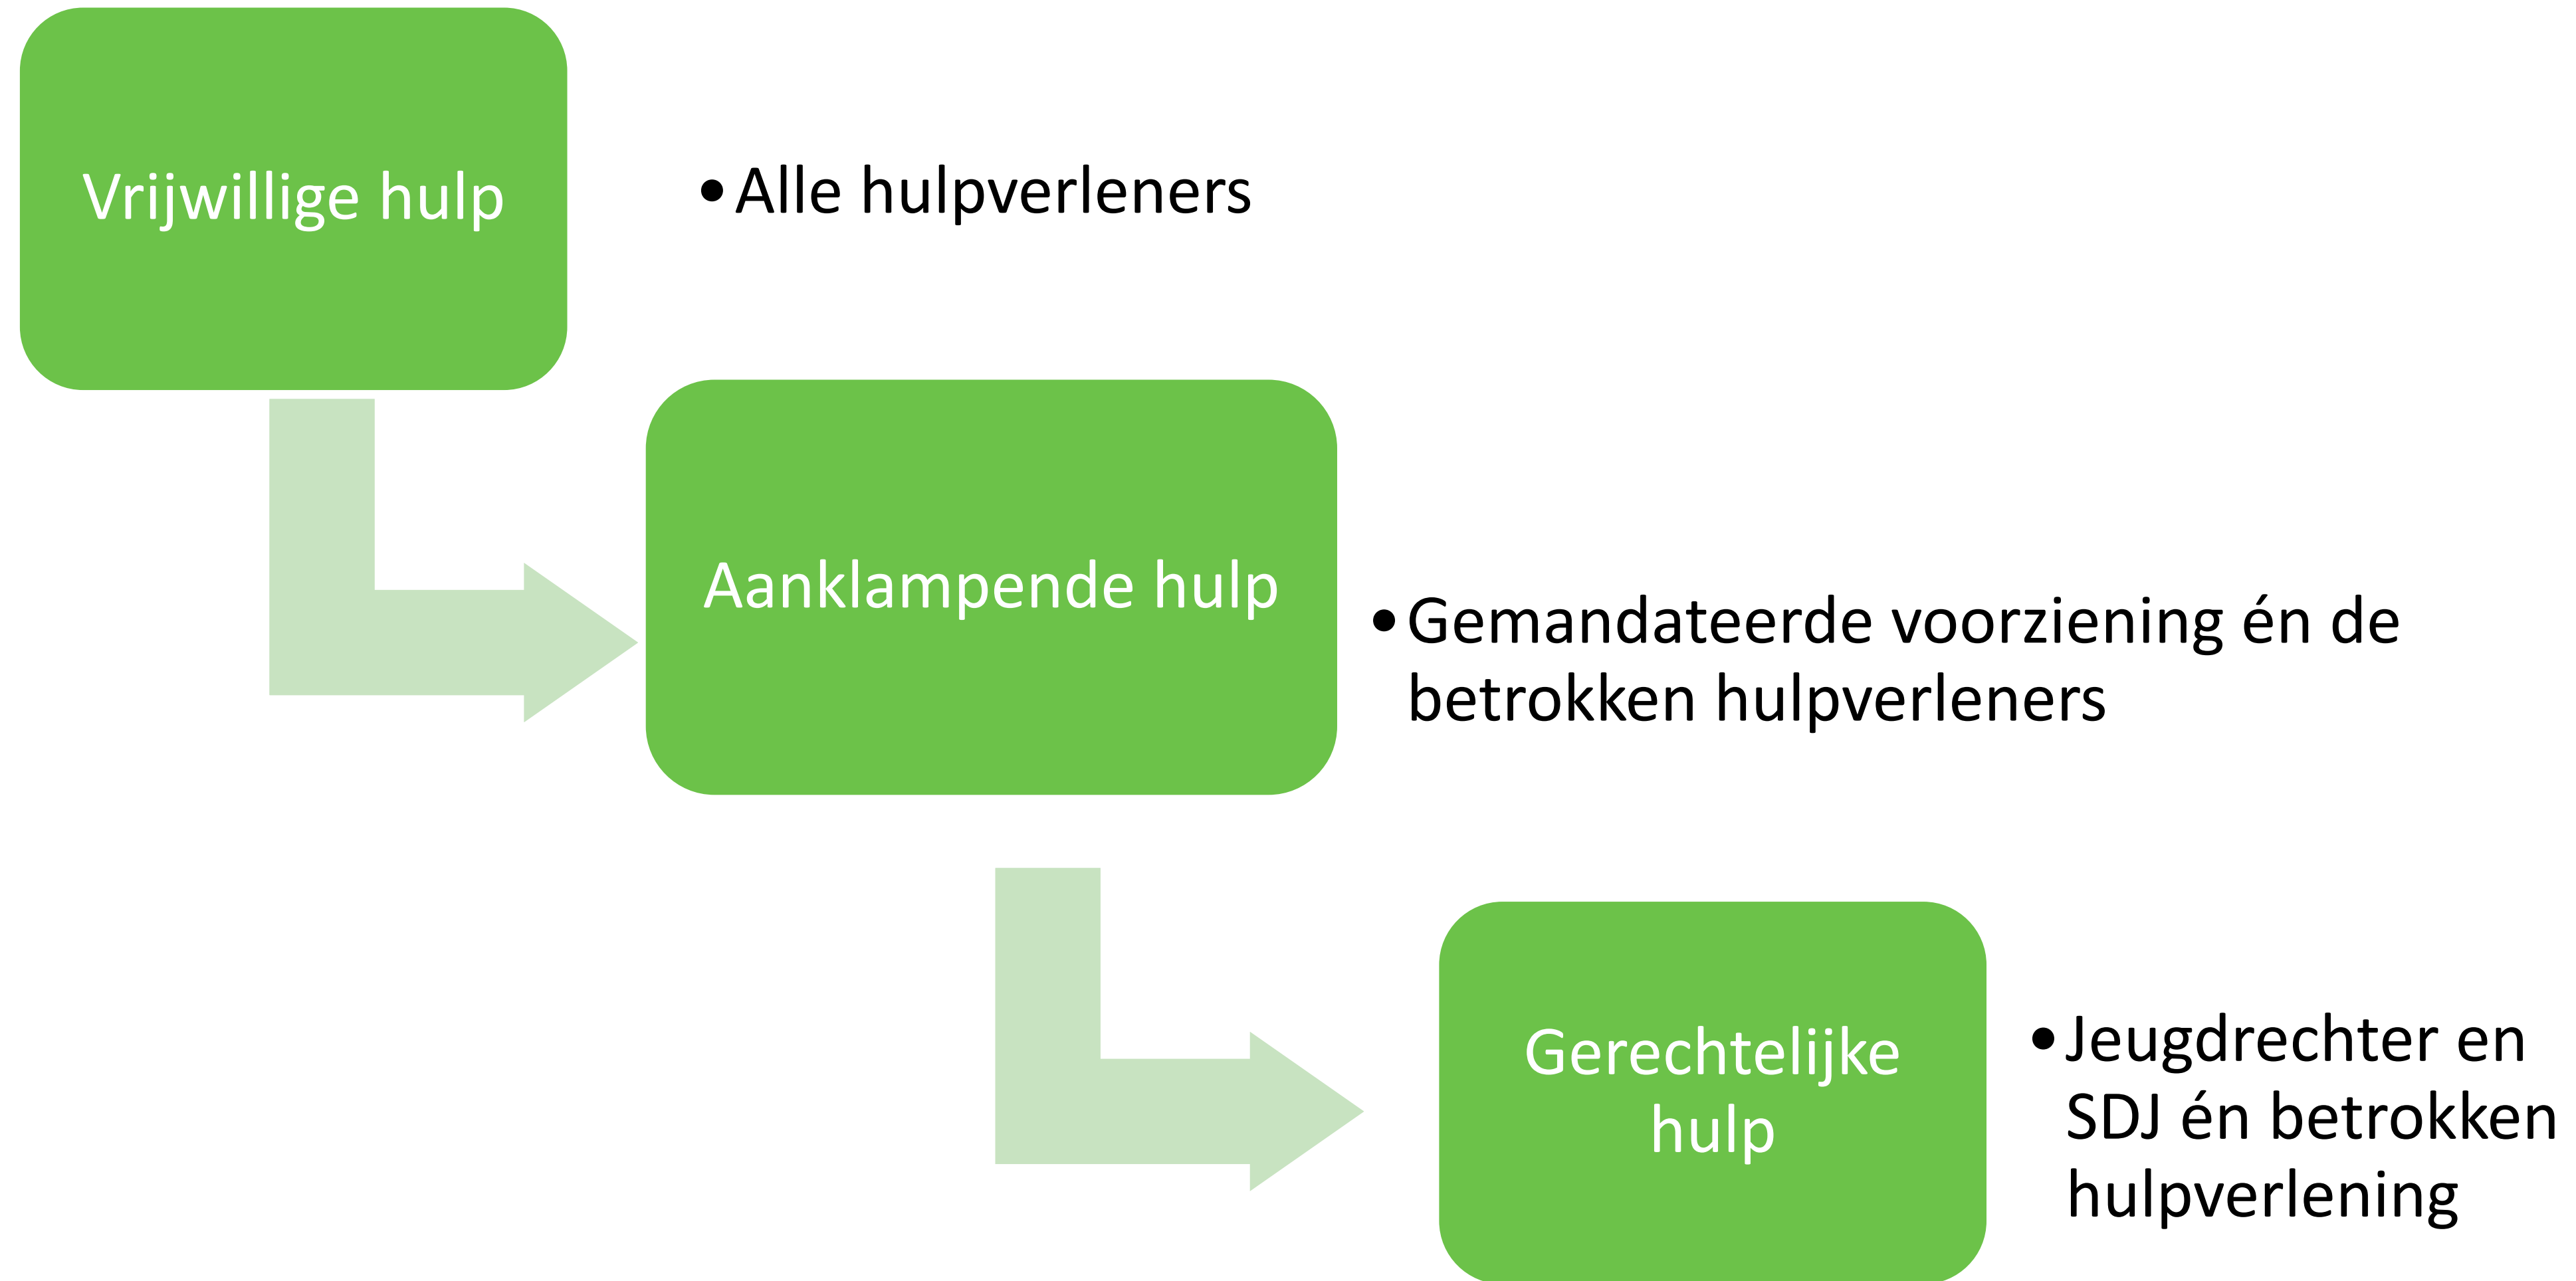 Vrijwillige hulp
• Alle hulpverleners
Aanklampende hulp
• Gemandateerde voorziening én de
betrokken hulpverleners
Gerechtelijke
hulp
• Jeugdrechter en
SDJ én betrokken
hulpverlening